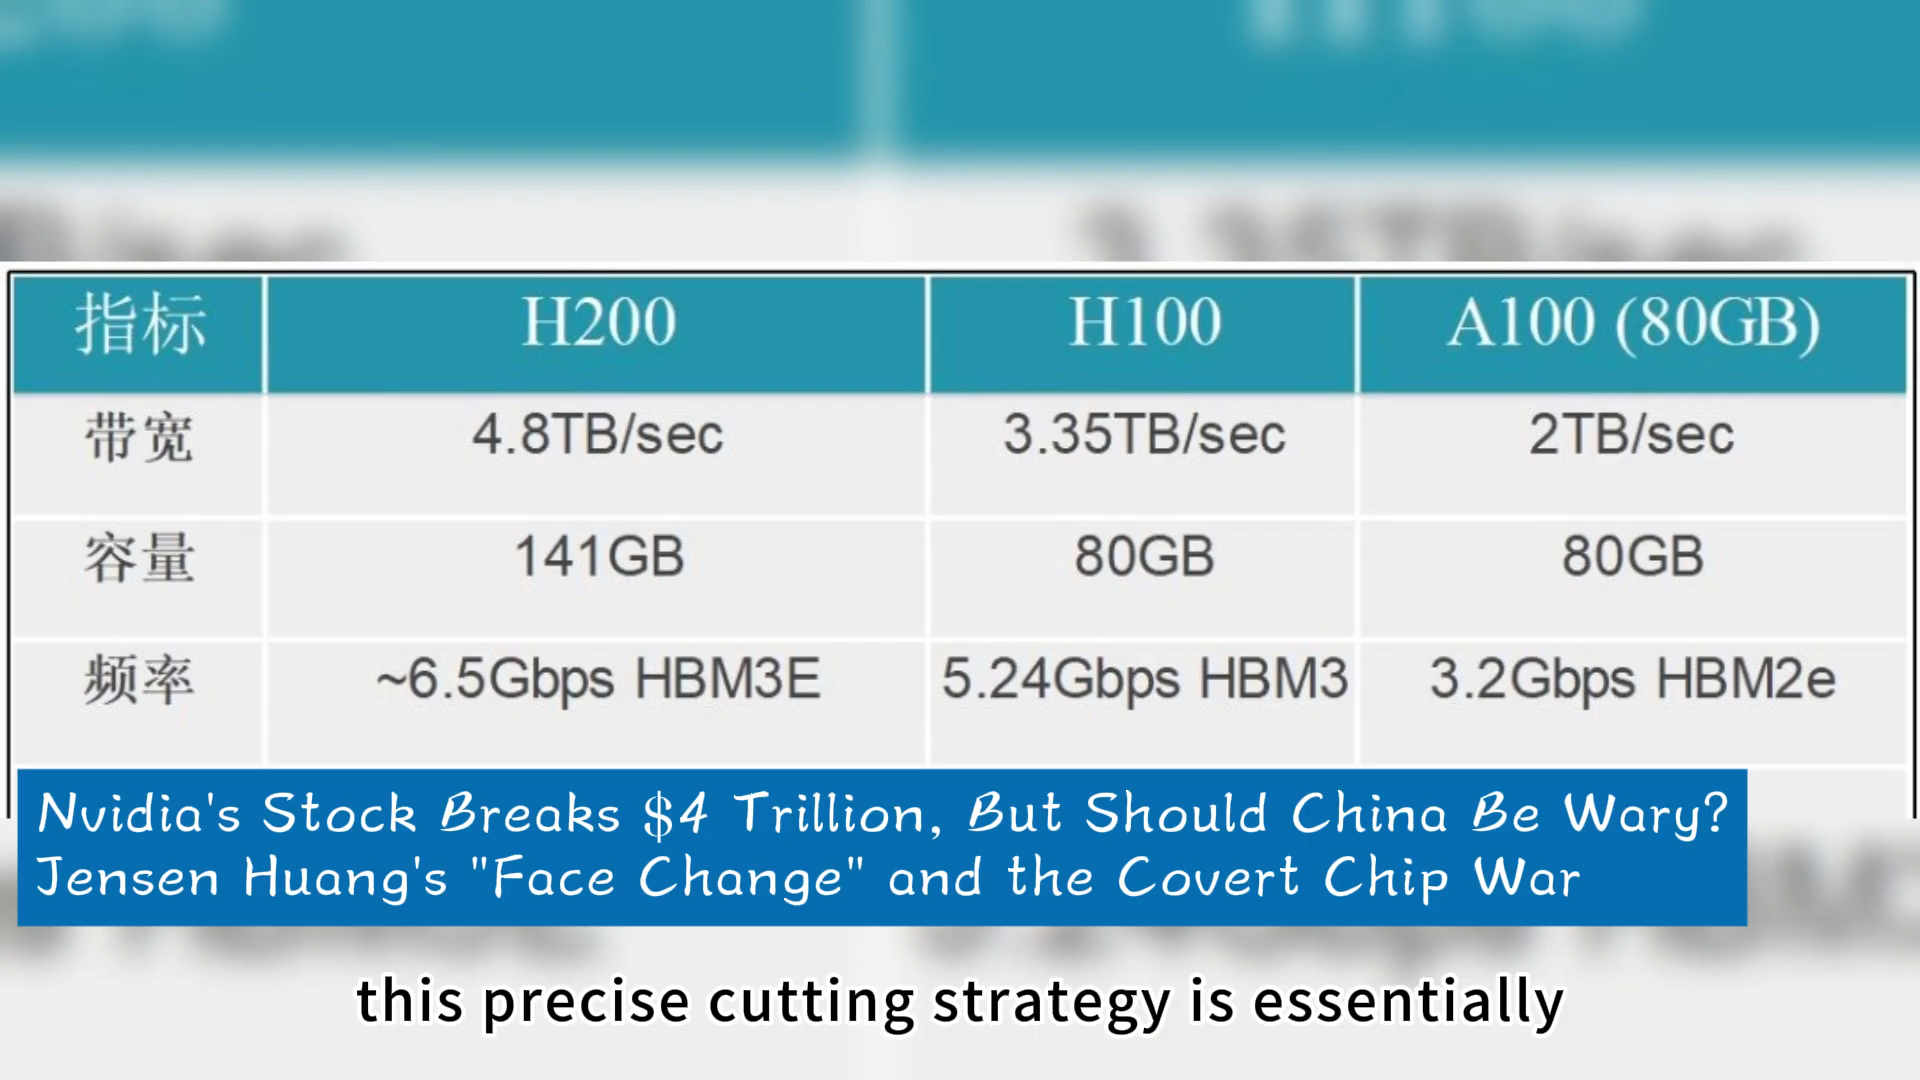 指标 H200 H100 A100 (80GB)
带宽 4.8TB/sec 3.35TB/sec 2TB/sec
容量 141GB 80GB 80GB
频率 ~6.5Gbps HBM3E 5.24Gbps HBM3 3.2Gbps HBM2e
Nvidia's Stock Breaks $4 Trillion, But Should China Be Wary?
Jensen Huang's "Face Change" and the Covert Chip War
this precise cutting strategy is essentially